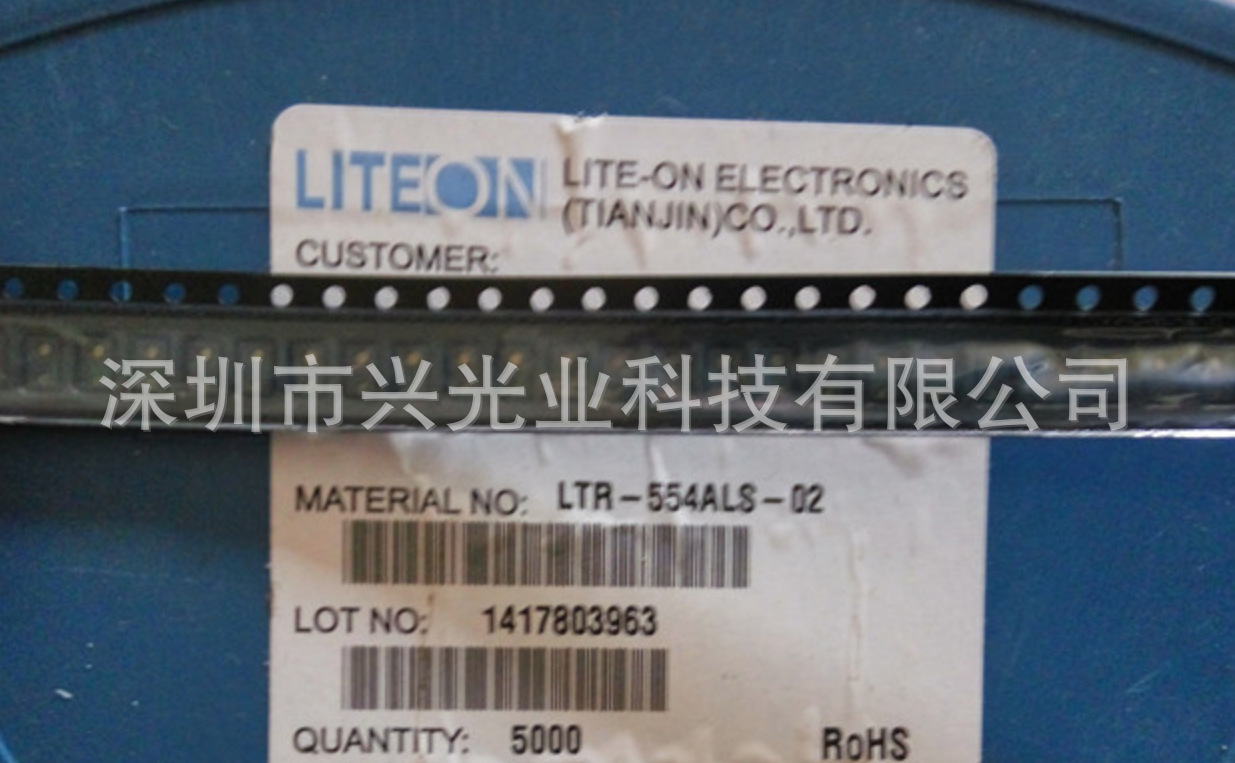 LITEON
LITE-ON ELECTRONICS
(TIANJIN)CO.,LTD.
CUSTOMER:
深圳市兴光业科技有限公司
MATERIAL NO: LTR-554ALS-02
LOT NO: 1417803963
QUANTITY: 5000 RoHS